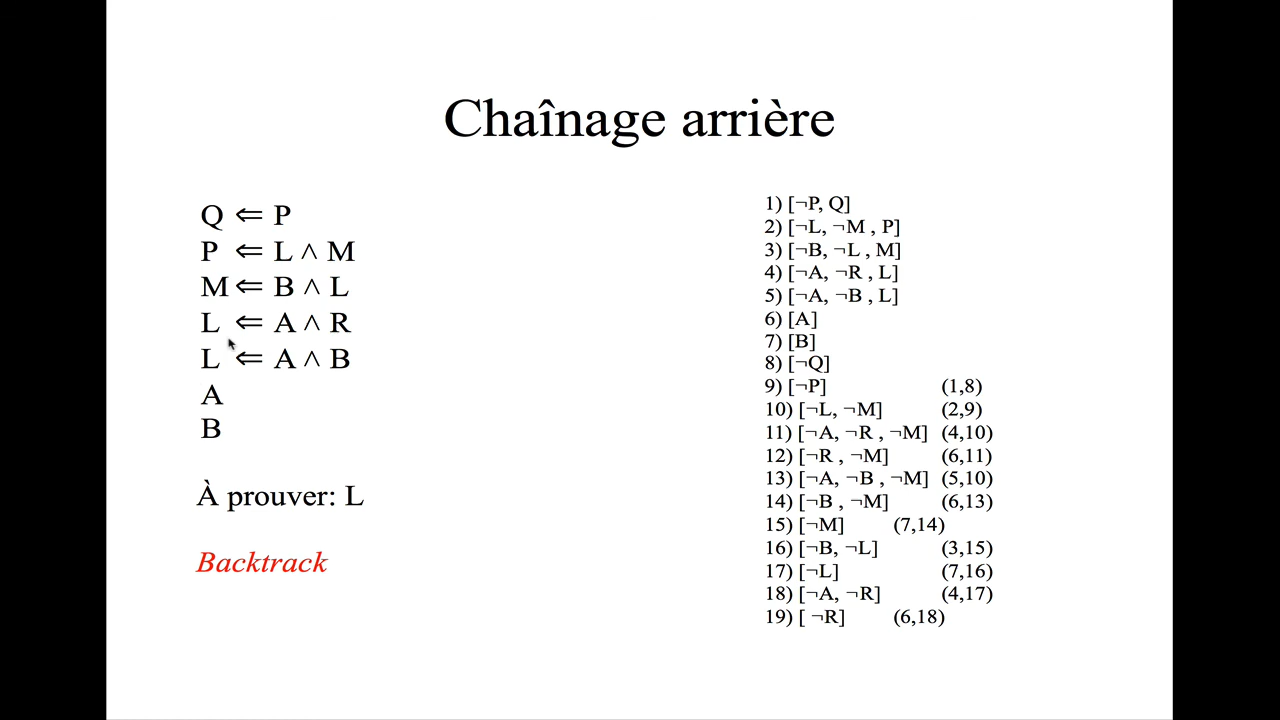 Chaînage arrière
Q ⇐ P
P ⇐ L ∧ M
M ⇐ B ∧ L
L ⇐ A ∧ R
L ⇐ A ∧ B
A
B
À prouver: L
Backtrack
1) [¬P, Q]
2) [¬L, ¬M , P]
3) [¬B, ¬L , M]
4) [¬A, ¬R , L]
5) [¬A, ¬B , L]
6) [A]
7) [B]
8) [¬Q]
9) [¬P] (1,8)
10) [¬L, ¬M] (2,9)
11) [¬A, ¬R , ¬M] (4,10)
12) [¬R , ¬M] (6,11)
13) [¬A, ¬B , ¬M] (5,10)
14) [¬B , ¬M] (6,13)
15) [¬M] (7,14)
16) [¬B, ¬L] (3,15)
17) [¬L] (7,16)
18) [¬A, ¬R] (4,17)
19) [ ¬R] (6,18)